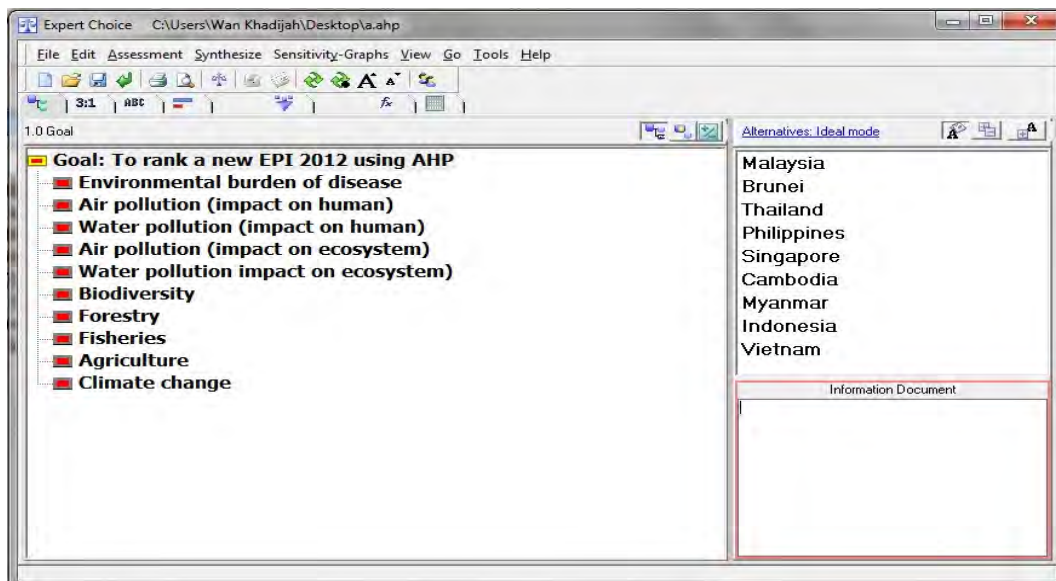 Expert Choice C:\Users\Wan Khadijah\Desktop\a.ahp
File Edit Assessment Synthesize Sensitivity-Graphs View Go Tools Help
3:1 ABC fx
1.0 Goal
Alternatives: Ideal mode
Goal: To rank a new EPI 2012 using AHP
Environmental burden of disease
Air pollution (impact on human)
Water pollution (impact on human)
Air pollution (impact on ecosystem)
Water pollution impact on ecosystem)
Biodiversity
Forestry
Fisheries
Agriculture
Climate change
Malaysia
Brunei
Thailand
Philippines
Singapore
Cambodia
Myanmar
Indonesia
Vietnam
Information Document